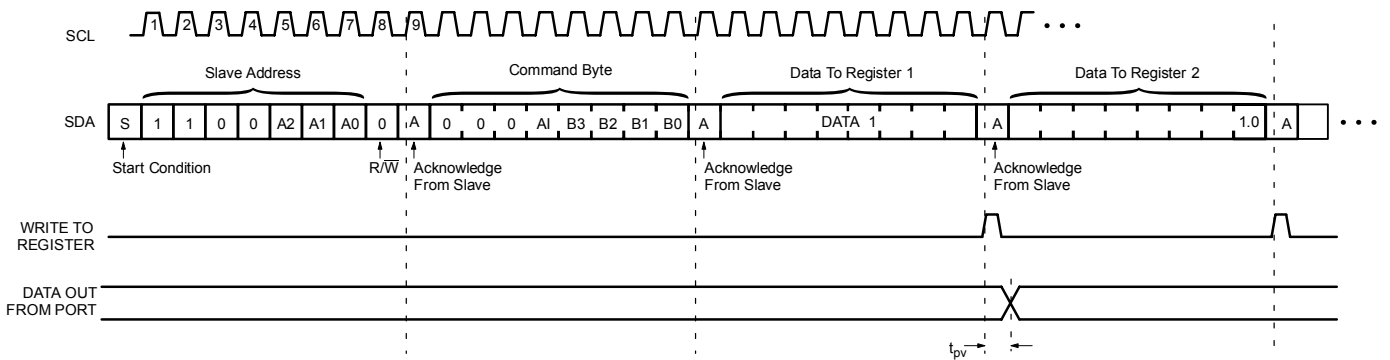 SCL 1 2 3 4 5 6 7 8 9 • • •
Slave Address Command Byte Data To Register 1 Data To Register 2
SDA S 1 1 0 0 A2 A1 A0 0 A 0 0 0 AI B3 B2 B1 B0 A DATA 1 A 1.0 A • • •
Start Condition R/W̅ Acknowledge Acknowledge Acknowledge
From Slave From Slave From Slave
WRITE TO
REGISTER
DATA OUT
FROM PORT
tpv